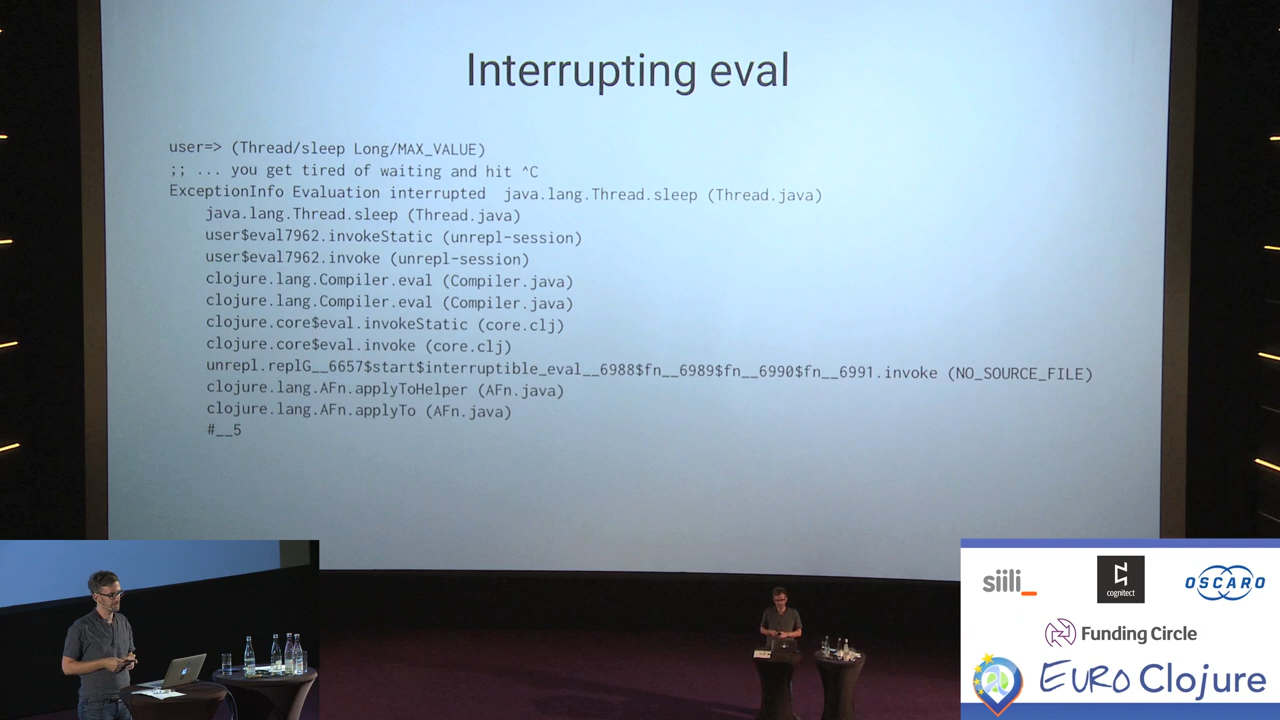 Interrupting eval
user=> (Thread/sleep Long/MAX_VALUE)
;; ... you get tired of waiting and hit ^C
ExceptionInfo Evaluation interrupted  java.lang.Thread.sleep (Thread.java)
java.lang.Thread.sleep (Thread.java)
user$eval7962.invokeStatic (unrepl-session)
user$eval7962.invoke (unrepl-session)
clojure.lang.Compiler.eval (Compiler.java)
clojure.lang.Compiler.eval (Compiler.java)
clojure.core$eval.invokeStatic (core.clj)
clojure.core$eval.invoke (core.clj)
unrepl.replG__6657$start$interruptible_eval__6988$fn__6989$fn__6990$fn__6991.invoke (NO_SOURCE_FILE)
clojure.lang.AFn.applyToHelper (AFn.java)
clojure.lang.AFn.applyTo (AFn.java)
#__5
siili_
cognitect
OSCARO
Funding Circle
EURO Clojure